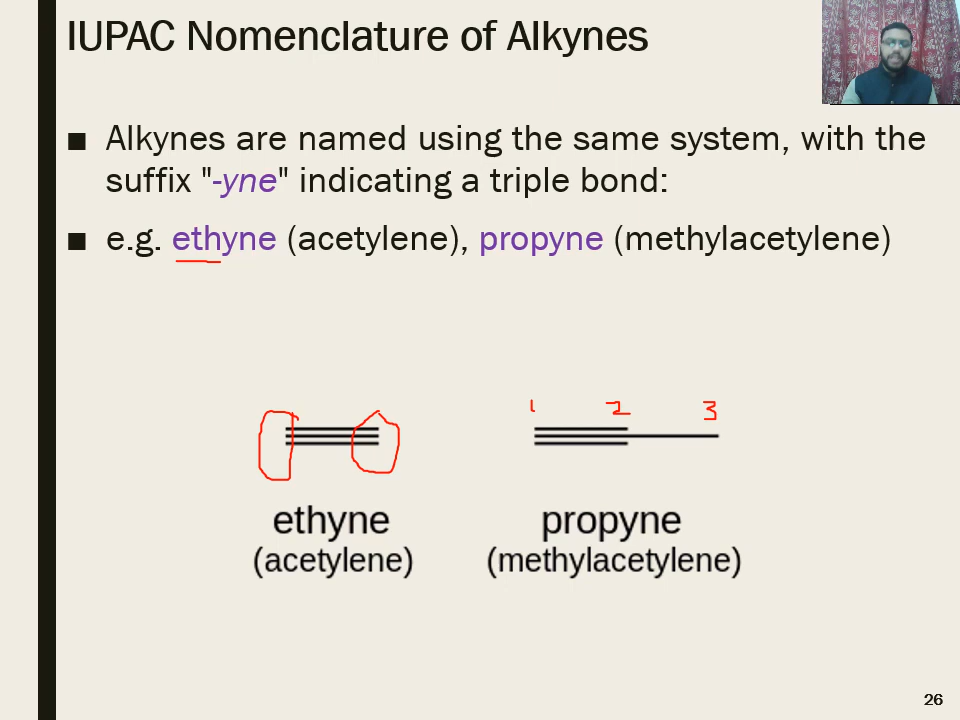 IUPAC Nomenclature of Alkynes
■ Alkynes are named using the same system, with the
suffix "-yne" indicating a triple bond:
■ e.g. ethyne (acetylene), propyne (methylacetylene)
1 2 3
ethyne propyne
(acetylene) (methylacetylene)
26